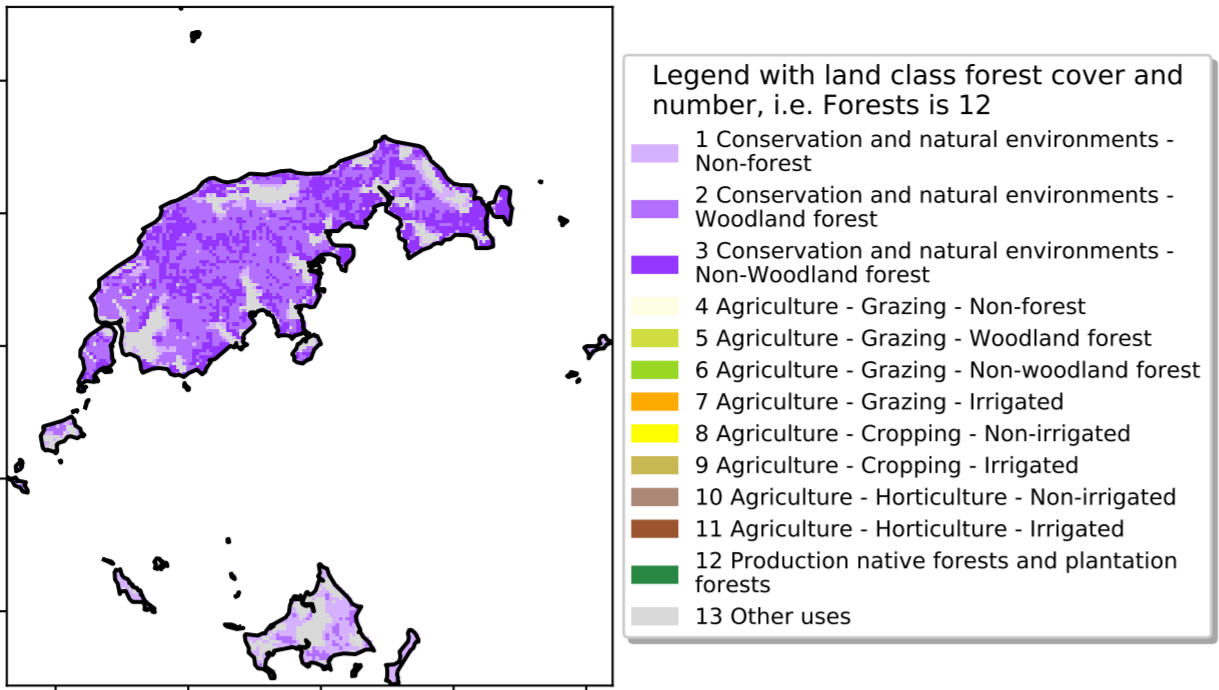 Legend with land class forest cover and
number, i.e. Forests is 12
1 Conservation and natural environments -
Non-forest
2 Conservation and natural environments -
Woodland forest
3 Conservation and natural environments -
Non-Woodland forest
4 Agriculture - Grazing - Non-forest
5 Agriculture - Grazing - Woodland forest
6 Agriculture - Grazing - Non-woodland forest
7 Agriculture - Grazing - Irrigated
8 Agriculture - Cropping - Non-irrigated
9 Agriculture - Cropping - Irrigated
10 Agriculture - Horticulture - Non-irrigated
11 Agriculture - Horticulture - Irrigated
12 Production native forests and plantation
forests
13 Other uses